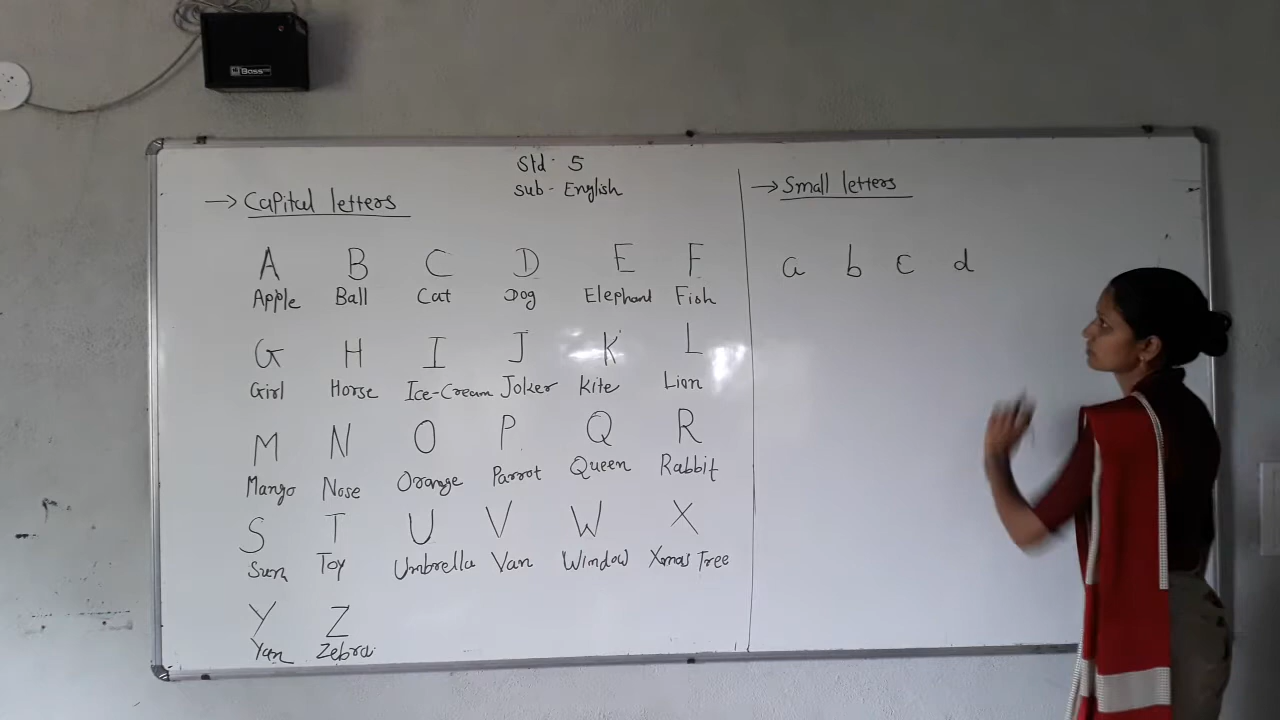 Boss
Std. 5
Sub - English
→ Capital letters
A B C D E F
Apple Ball Cat Dog Elephant Fish
G H I J K L
Girl Horse Ice-Cream Joker Kite Lion
M N O P Q R
Mango Nose Orange Parrot Queen Rabbit
S T U V W X
Sun Toy Umbrella Van Window Xmas Tree
Y Z
Yan Zebra
→ Small letters
a b c d